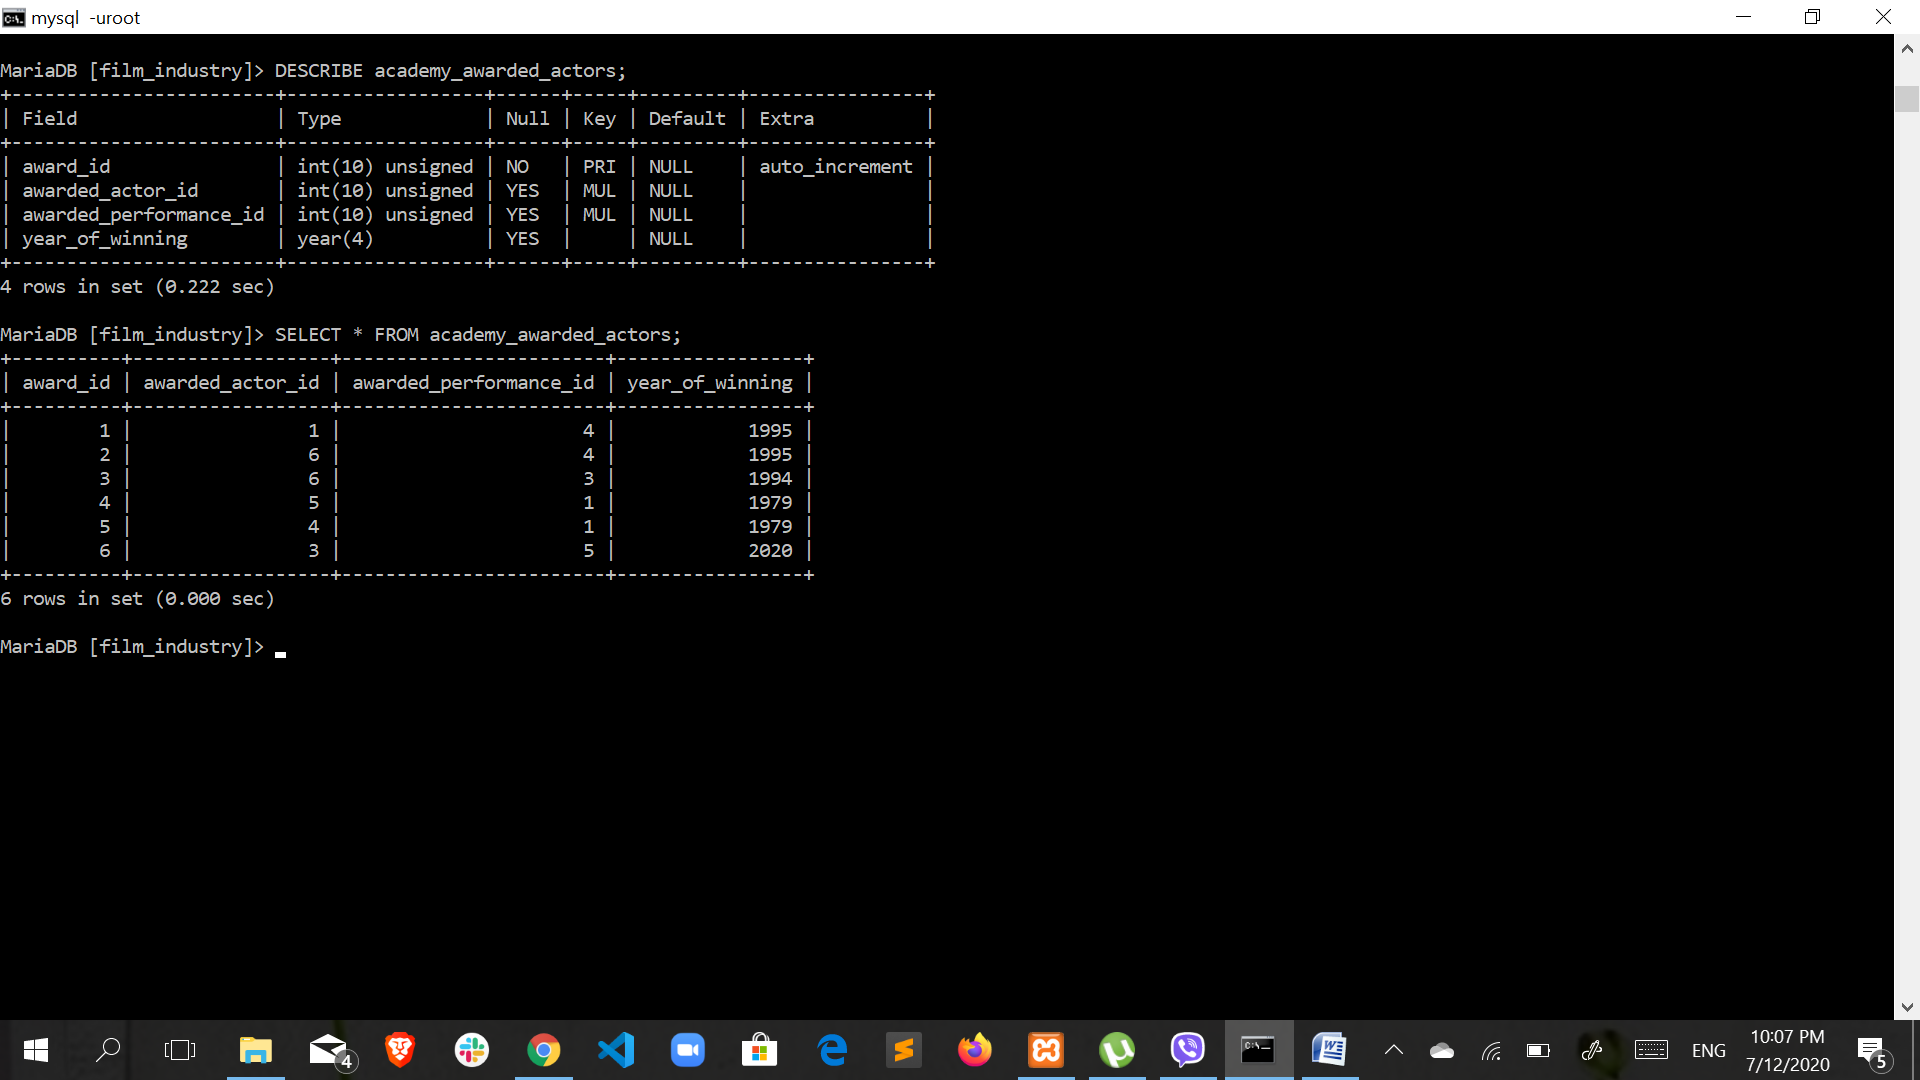 mysql  -uroot
MariaDB [film_industry]> DESCRIBE academy_awarded_actors;
+------------------------+------------------+------+-----+---------+----------------+
| Field                  | Type             | Null | Key | Default | Extra          |
+------------------------+------------------+------+-----+---------+----------------+
| award_id               | int(10) unsigned | NO   | PRI | NULL    | auto_increment |
| awarded_actor_id       | int(10) unsigned | YES  | MUL | NULL    |                |
| awarded_performance_id | int(10) unsigned | YES  | MUL | NULL    |                |
| year_of_winning        | year(4)          | YES  |     | NULL    |                |
+------------------------+------------------+------+-----+---------+----------------+
4 rows in set (0.222 sec)
MariaDB [film_industry]> SELECT * FROM academy_awarded_actors;
+----------+------------------+------------------------+-----------------+
| award_id | awarded_actor_id | awarded_performance_id | year_of_winning |
+----------+------------------+------------------------+-----------------+
|        1 |                1 |                      4 |            1995 |
|        2 |                6 |                      4 |            1995 |
|        3 |                6 |                      3 |            1994 |
|        4 |                5 |                      1 |            1979 |
|        5 |                4 |                      1 |            1979 |
|        6 |                3 |                      5 |            2020 |
+----------+------------------+------------------------+-----------------+
6 rows in set (0.000 sec)
MariaDB [film_industry]>
4
ENG
10:07 PM
7/12/2020
5